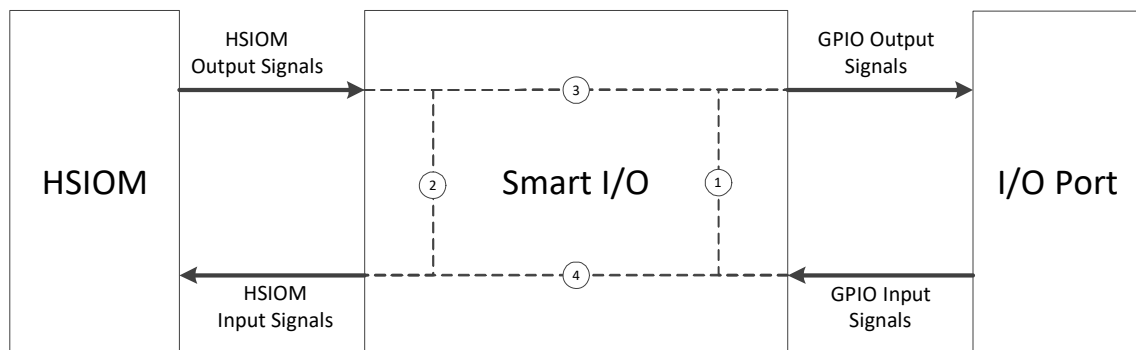 HSIOM
Output Signals
GPIO Output
Signals
3
HSIOM
2
Smart I/O
1
I/O Port
4
HSIOM
Input Signals
GPIO Input
Signals